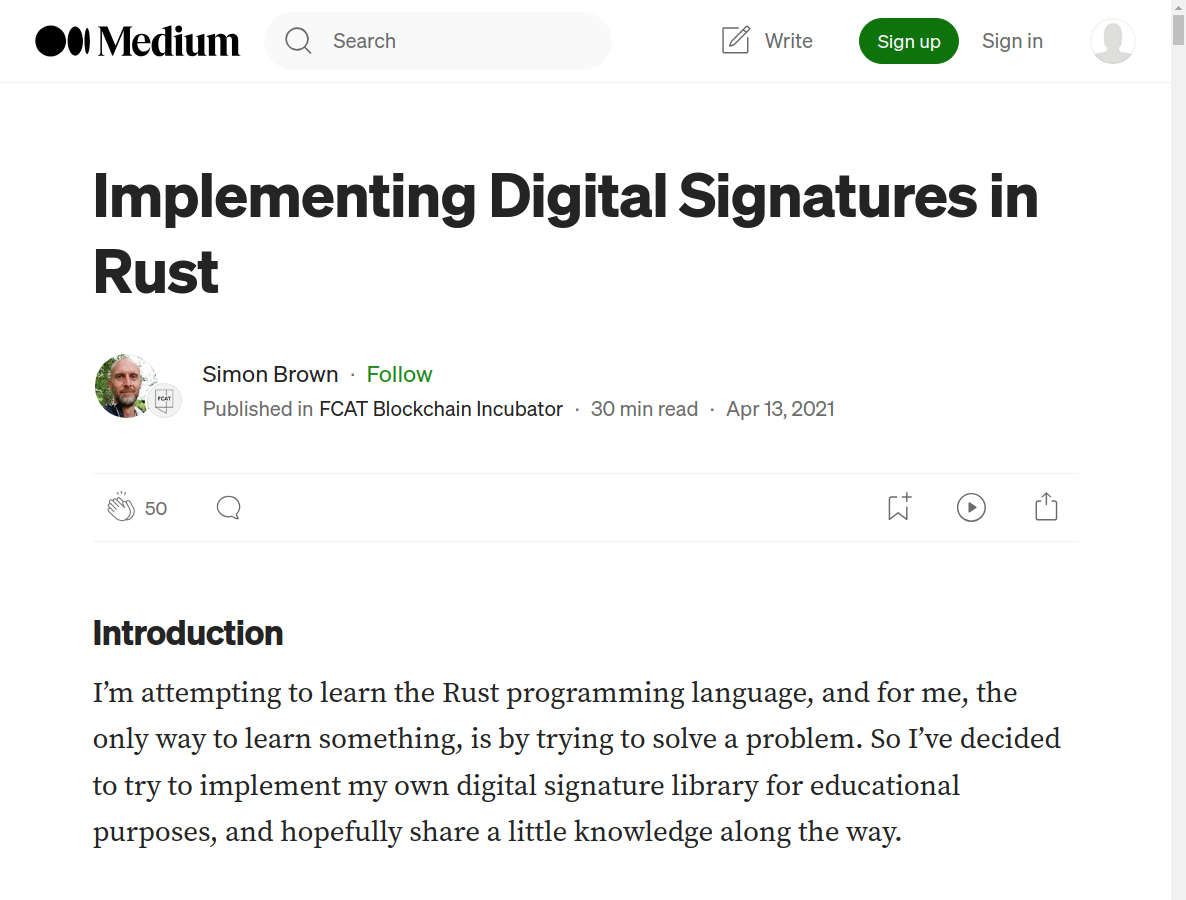 Medium
Search
Write
Sign up
Sign in
Implementing Digital Signatures in
Rust
Simon Brown · Follow
FCAT
Published in FCAT Blockchain Incubator · 30 min read · Apr 13, 2021
50
Introduction
I’m attempting to learn the Rust programming language, and for me, the
only way to learn something, is by trying to solve a problem. So I’ve decided
to try to implement my own digital signature library for educational
purposes, and hopefully share a little knowledge along the way.